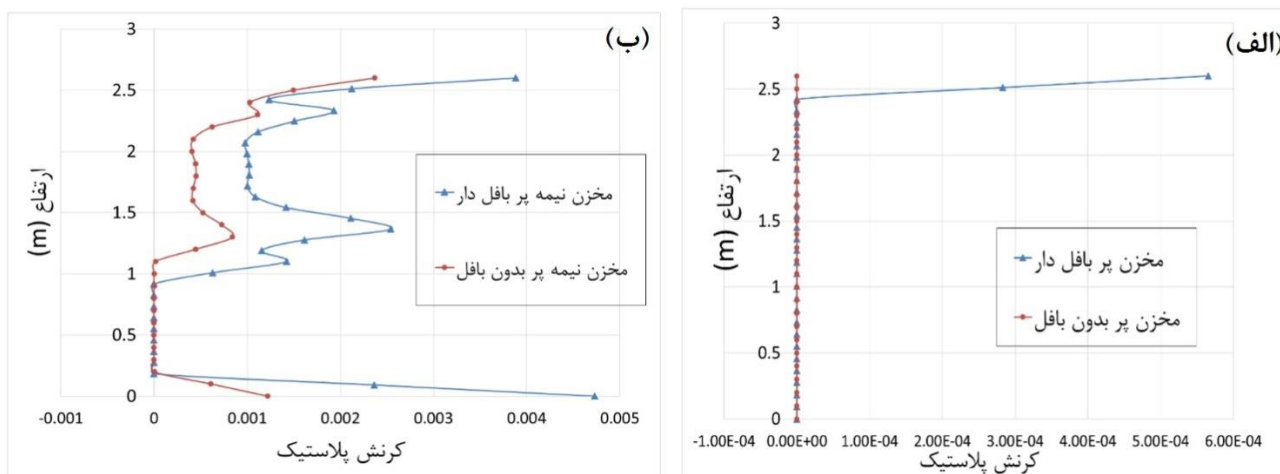 (الف)
3
2.5
2
1.5
1
0.5
0
ارتفاع (m)
مخزن پر بافل دار
مخزن پر بدون بافل
-1.00E-04 0.00E+00 1.00E-04 2.00E-04 3.00E-04 4.00E-04 5.00E-04 6.00E-04
کرنش پلاستیک
(ب)
3
2.5
2
1.5
1
0.5
0
ارتفاع (m)
مخزن نیمه پر بافل دار
مخزن نیمه پر بدون بافل
-0.001 0 0.001 0.002 0.003 0.004 0.005
کرنش پلاستیک